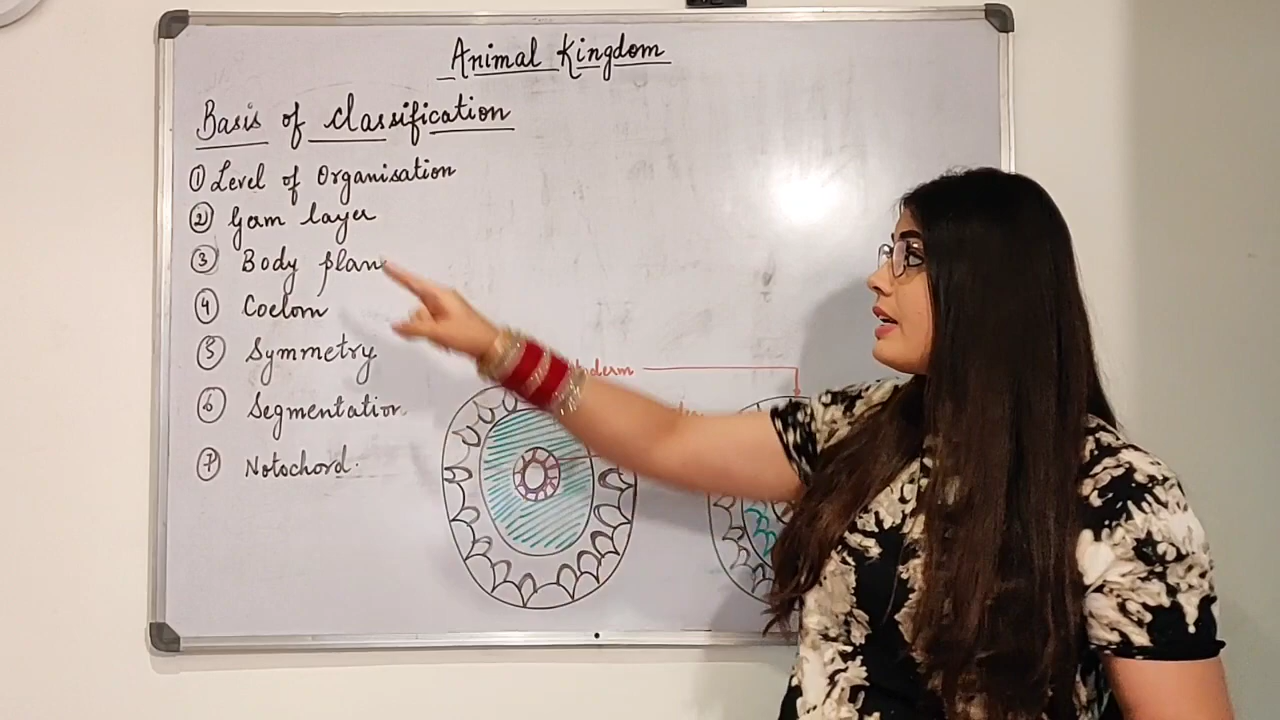 Animal Kingdom
Basis of classification
① Level of Organisation
② Germ layer
③ Body plan
④ Coelom
⑤ Symmetry
⑥ Segmentation
⑦ Notochord.